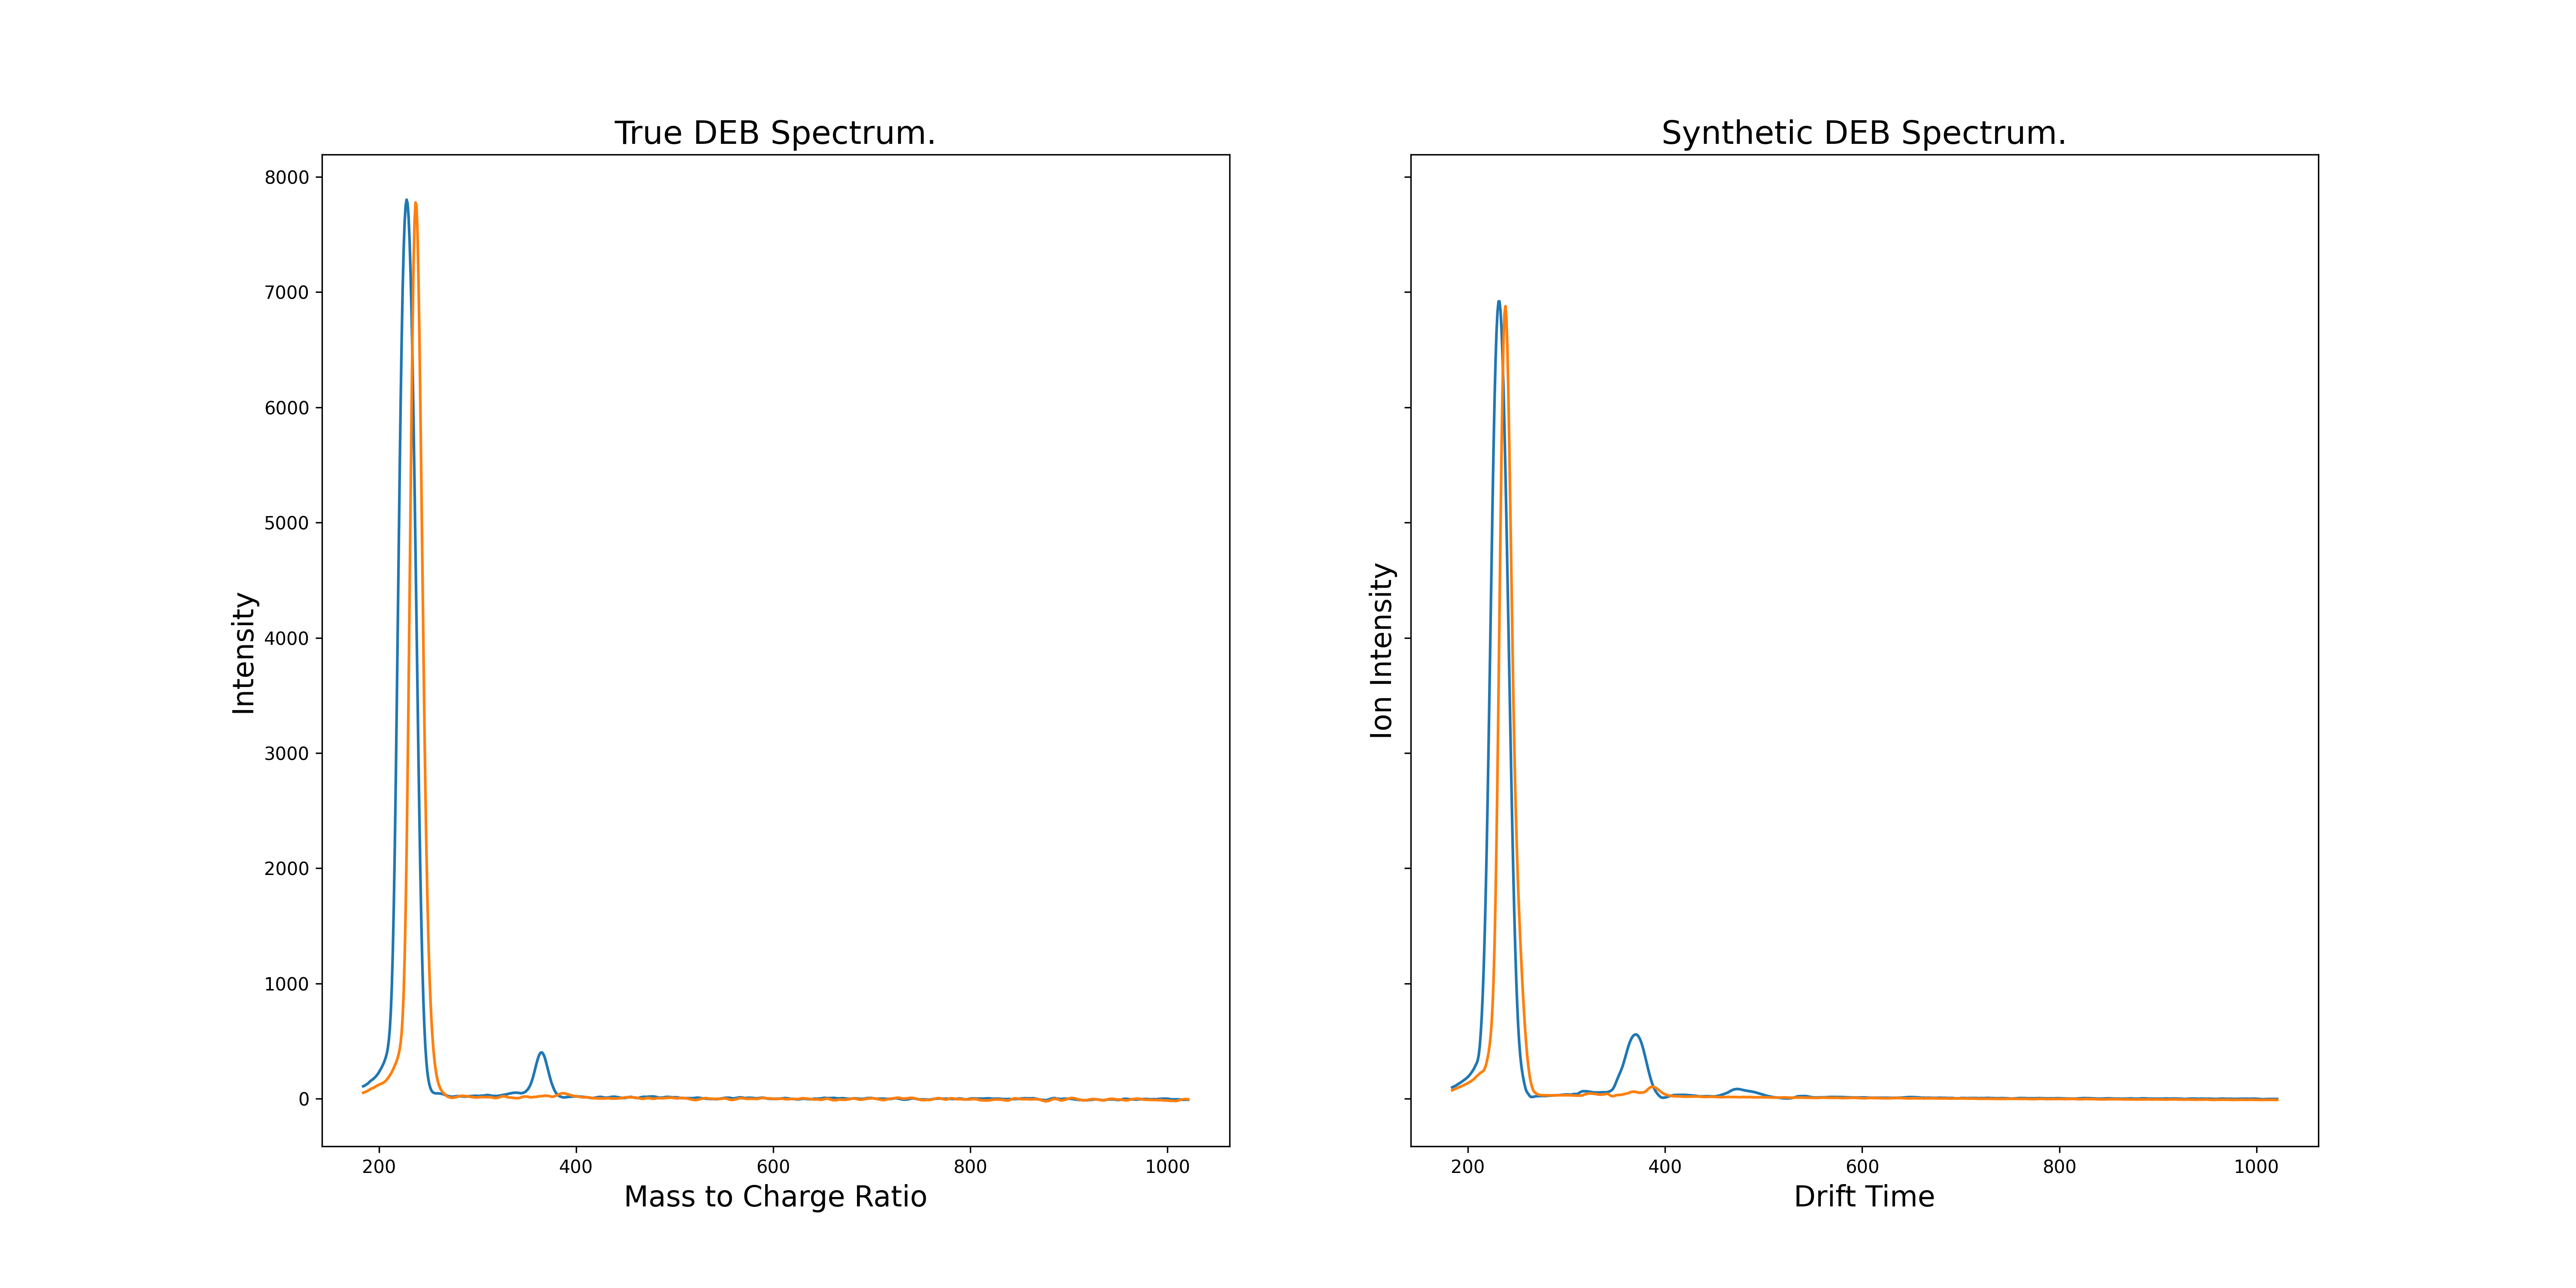 True DEB Spectrum.
8000
7000
6000
5000
4000
3000
2000
1000
0
Intensity
200 400 600 800 1000
Mass to Charge Ratio
Synthetic DEB Spectrum.
Ion Intensity
200 400 600 800 1000
Drift Time